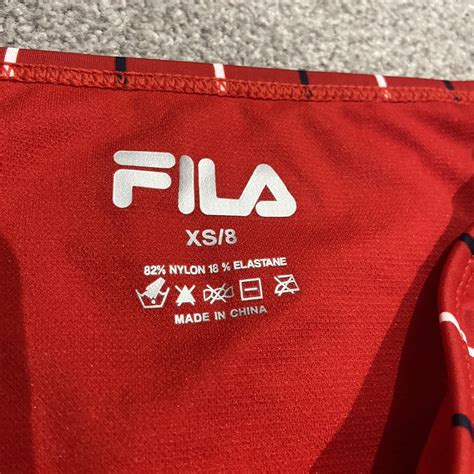 FILA
XS/8
82% NYLON 18 % ELASTANE
MADE IN CHINA